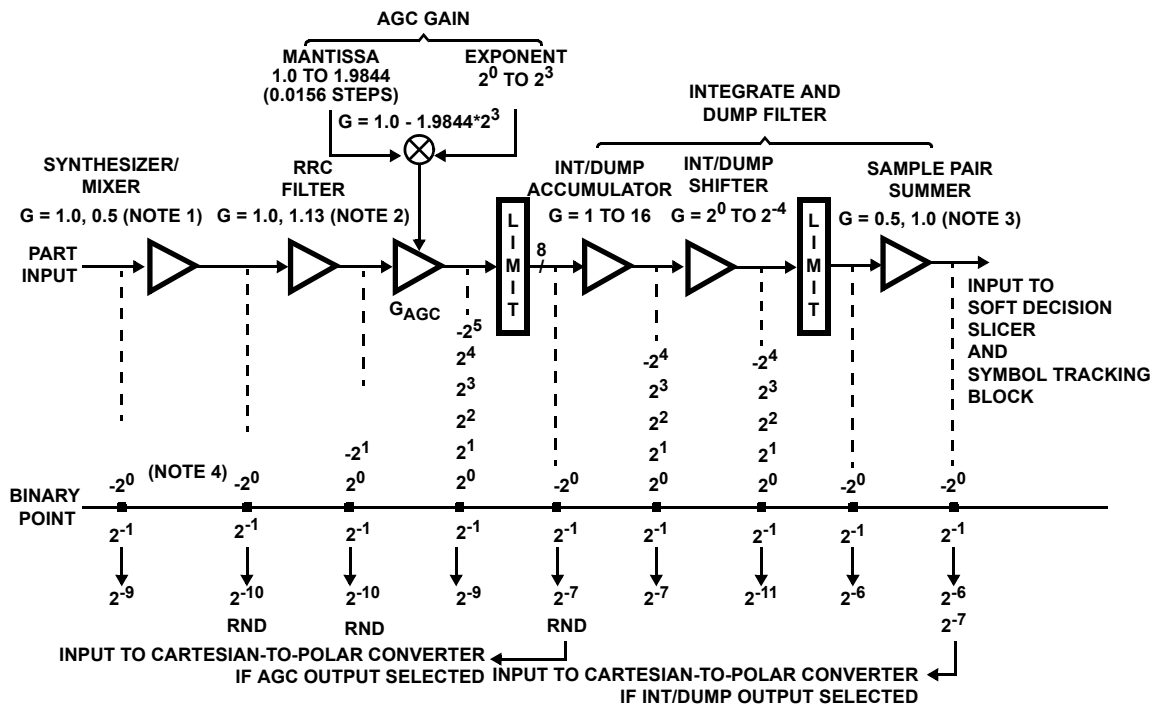 AGC GAIN
MANTISSA
1.0 TO 1.9844
(0.0156 STEPS)
EXPONENT
2^0 TO 2^3
G = 1.0 - 1.9844*2^3
INTEGRATE AND
DUMP FILTER
SYNTHESIZER/
MIXER
G = 1.0, 0.5 (NOTE 1)
RRC
FILTER
G = 1.0, 1.13 (NOTE 2)
INT/DUMP
ACCUMULATOR
G = 1 TO 16
INT/DUMP
SHIFTER
G = 2^0 TO 2^-4
SAMPLE PAIR
SUMMER
G = 0.5, 1.0 (NOTE 3)
PART
INPUT
G_AGC
LIMIT
8
LIMIT
INPUT TO
SOFT DECISION
SLICER
AND
SYMBOL TRACKING
BLOCK
-2^5
2^4 -2^4 -2^4
2^3 2^3 2^3
2^2 2^2 2^2
-2^1 2^1 2^1 2^1
-2^0 (NOTE 4) -2^0 2^0 2^0 -2^0 2^0 2^0 -2^0 -2^0
BINARY
POINT
2^-1 2^-1 2^-1 2^-1 2^-1 2^-1 2^-1 2^-1 2^-1
2^-9 2^-10 2^-10 2^-9 2^-7 2^-7 2^-11 2^-6 2^-6
RND RND RND 2^-7
INPUT TO CARTESIAN-TO-POLAR CONVERTER
IF AGC OUTPUT SELECTED
INPUT TO CARTESIAN-TO-POLAR CONVERTER
IF INT/DUMP OUTPUT SELECTED